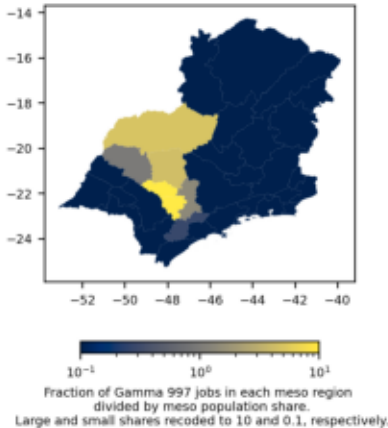 −14
−16
−18
−20
−22
−24
−52 −50 −48 −46 −44 −42 −40
10⁻¹ 10⁰ 10¹
Fraction of Gamma 997 jobs in each meso region
divided by meso population share.
Large and small shares recoded to 10 and 0.1, respectively